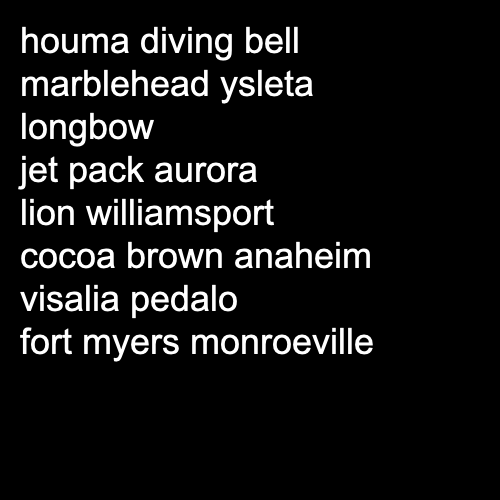 houma diving bell
marblehead ysleta
longbow
jet pack aurora
lion williamsport
cocoa brown anaheim
visalia pedalo
fort myers monroeville